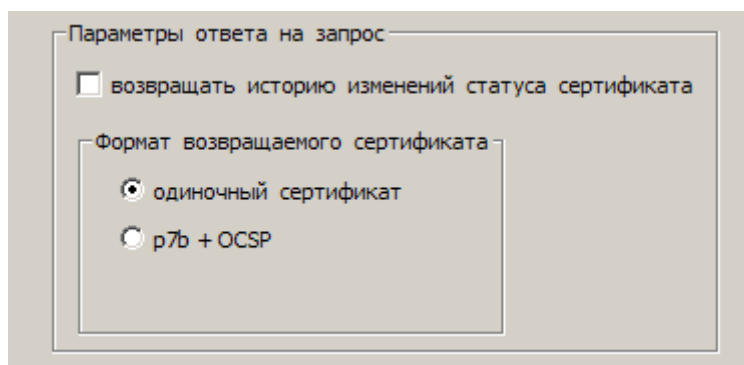 Параметры ответа на запрос
возвращать историю изменений статуса сертификата
Формат возвращаемого сертификата
одиночный сертификат
p7b + OCSP